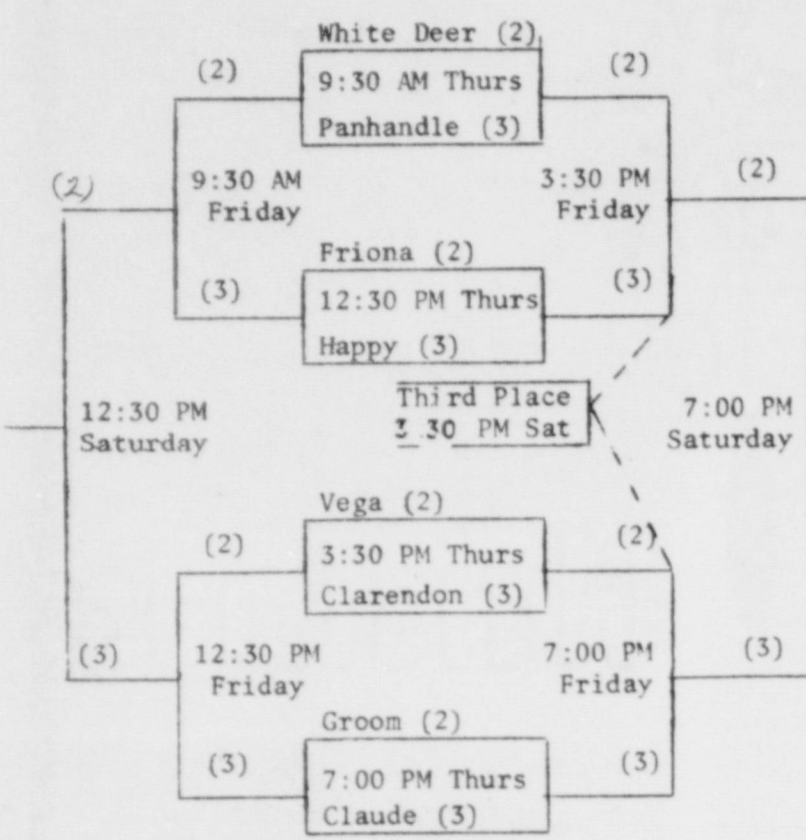 White Deer (2)
(2)
9:30 AM Thurs
(2)
Panhandle (3)
(2)
9:30 AM
Friday
3:30 PM
Friday
(2)
Friona (2)
(3)
12:30 PM Thurs
(3)
Happy (3)
12:30 PM
Saturday
Third Place
3 30 PM Sat
7:00 PM
Saturday
Vega (2)
(2)
3:30 PM Thurs
(2)
Clarendon (3)
(3)
12:30 PM
Friday
7:00 PM
Friday
(3)
Groom (2)
(3)
7:00 PM Thurs
(3)
Claude (3)